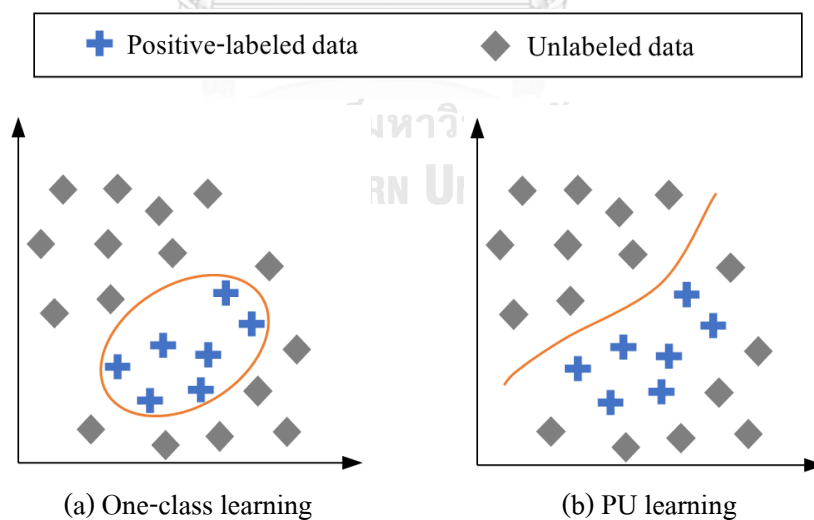 Positive-labeled data
Unlabeled data
(a) One-class learning
(b) PU learning